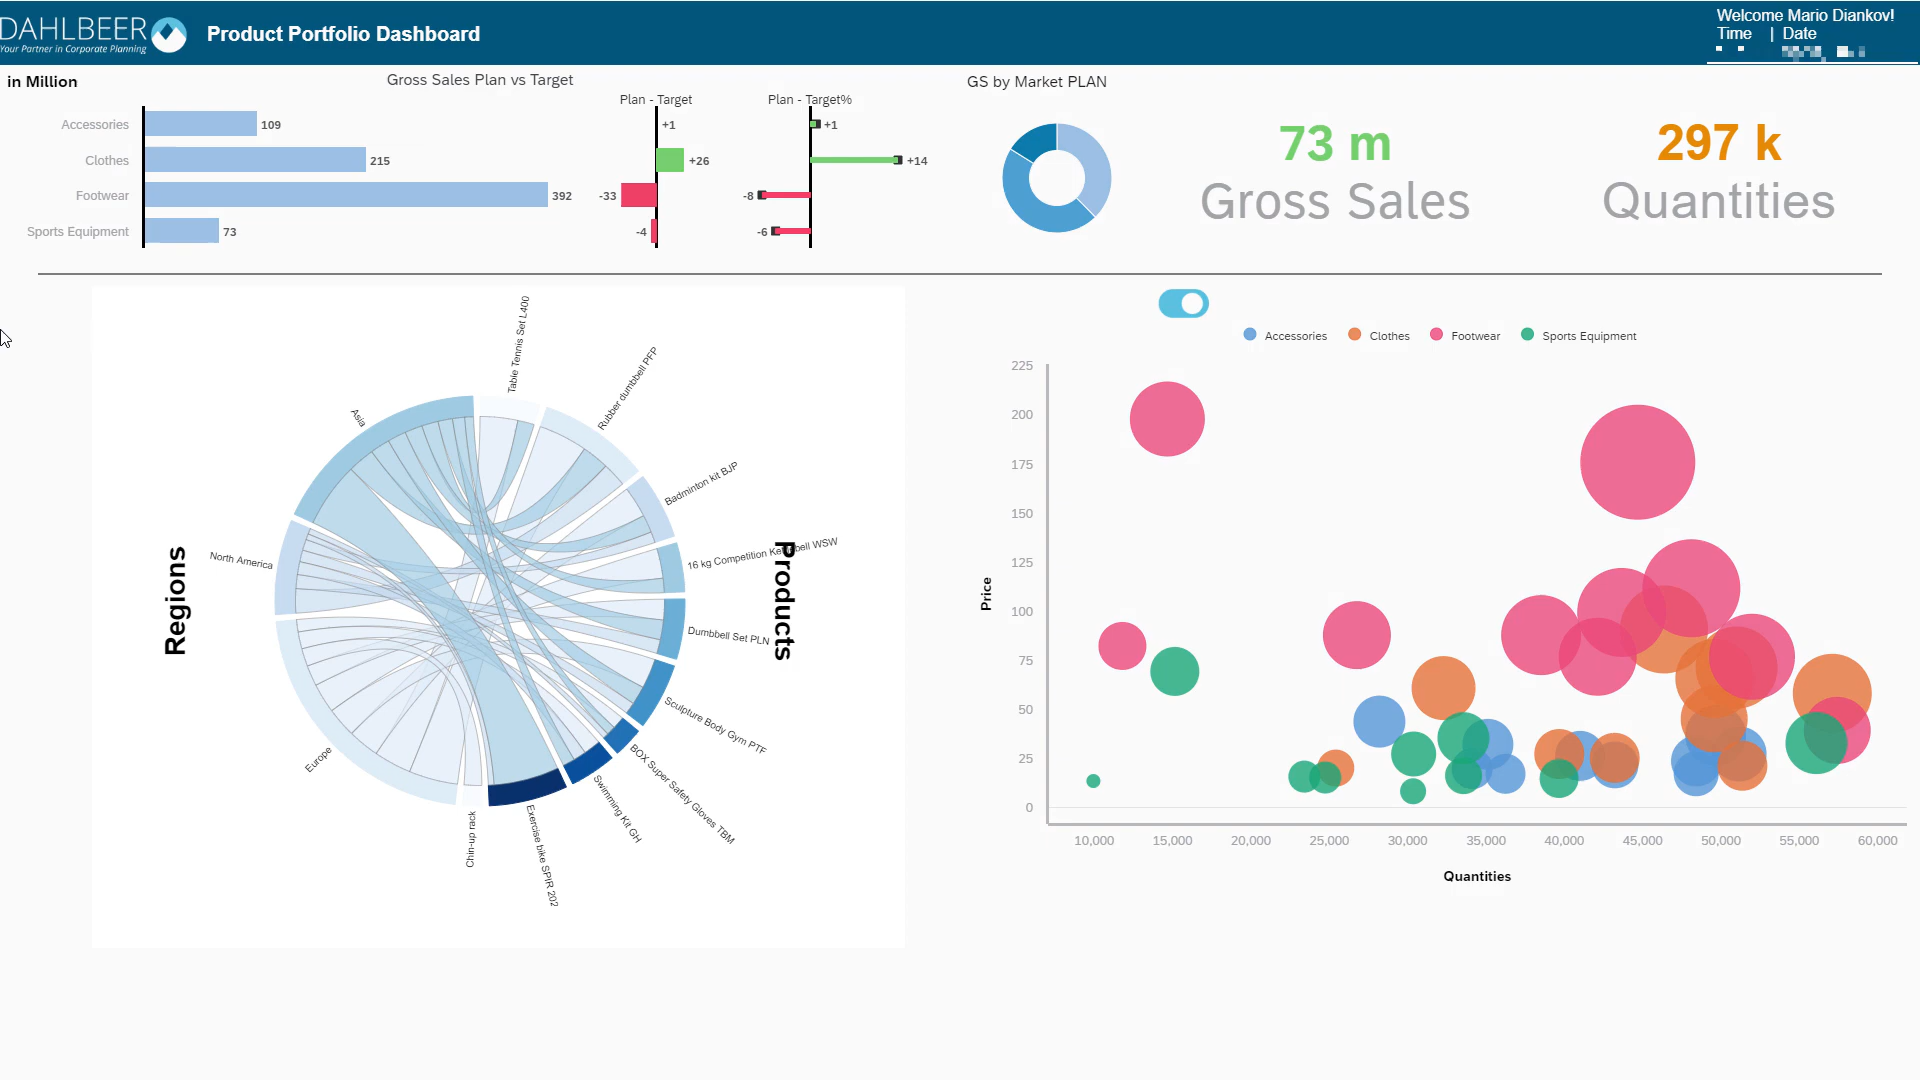 DAHLBEER
Your Partner in Corporate Planning
Product Portfolio Dashboard
Welcome Mario Diankov!
Time | Date
in Million
Gross Sales Plan vs Target
Plan - Target
Plan - Target%
Accessories 109 +1 +1
Clothes 215 +26 +14
Footwear 392 -33 -8
Sports Equipment 73 -4 -6
GS by Market PLAN
73 m
Gross Sales
297 k
Quantities
Regions
Products
Asia
North America
Europe
Table Tennis Set L400
Rubber dumbbell PFP
Badminton kit BJP
16 kg Competition Kettlebell WSW
Dumbbell Set PLN
Sculpture Body Gym PTF
BOX Super Safety Gloves TBM
Swimming Kit GH
Exercise bike SPIR 202
Chin-up rack
Accessories Clothes Footwear Sports Equipment
Price
225
200
175
150
125
100
75
50
25
0
10,000 15,000 20,000 25,000 30,000 35,000 40,000 45,000 50,000 55,000 60,000
Quantities